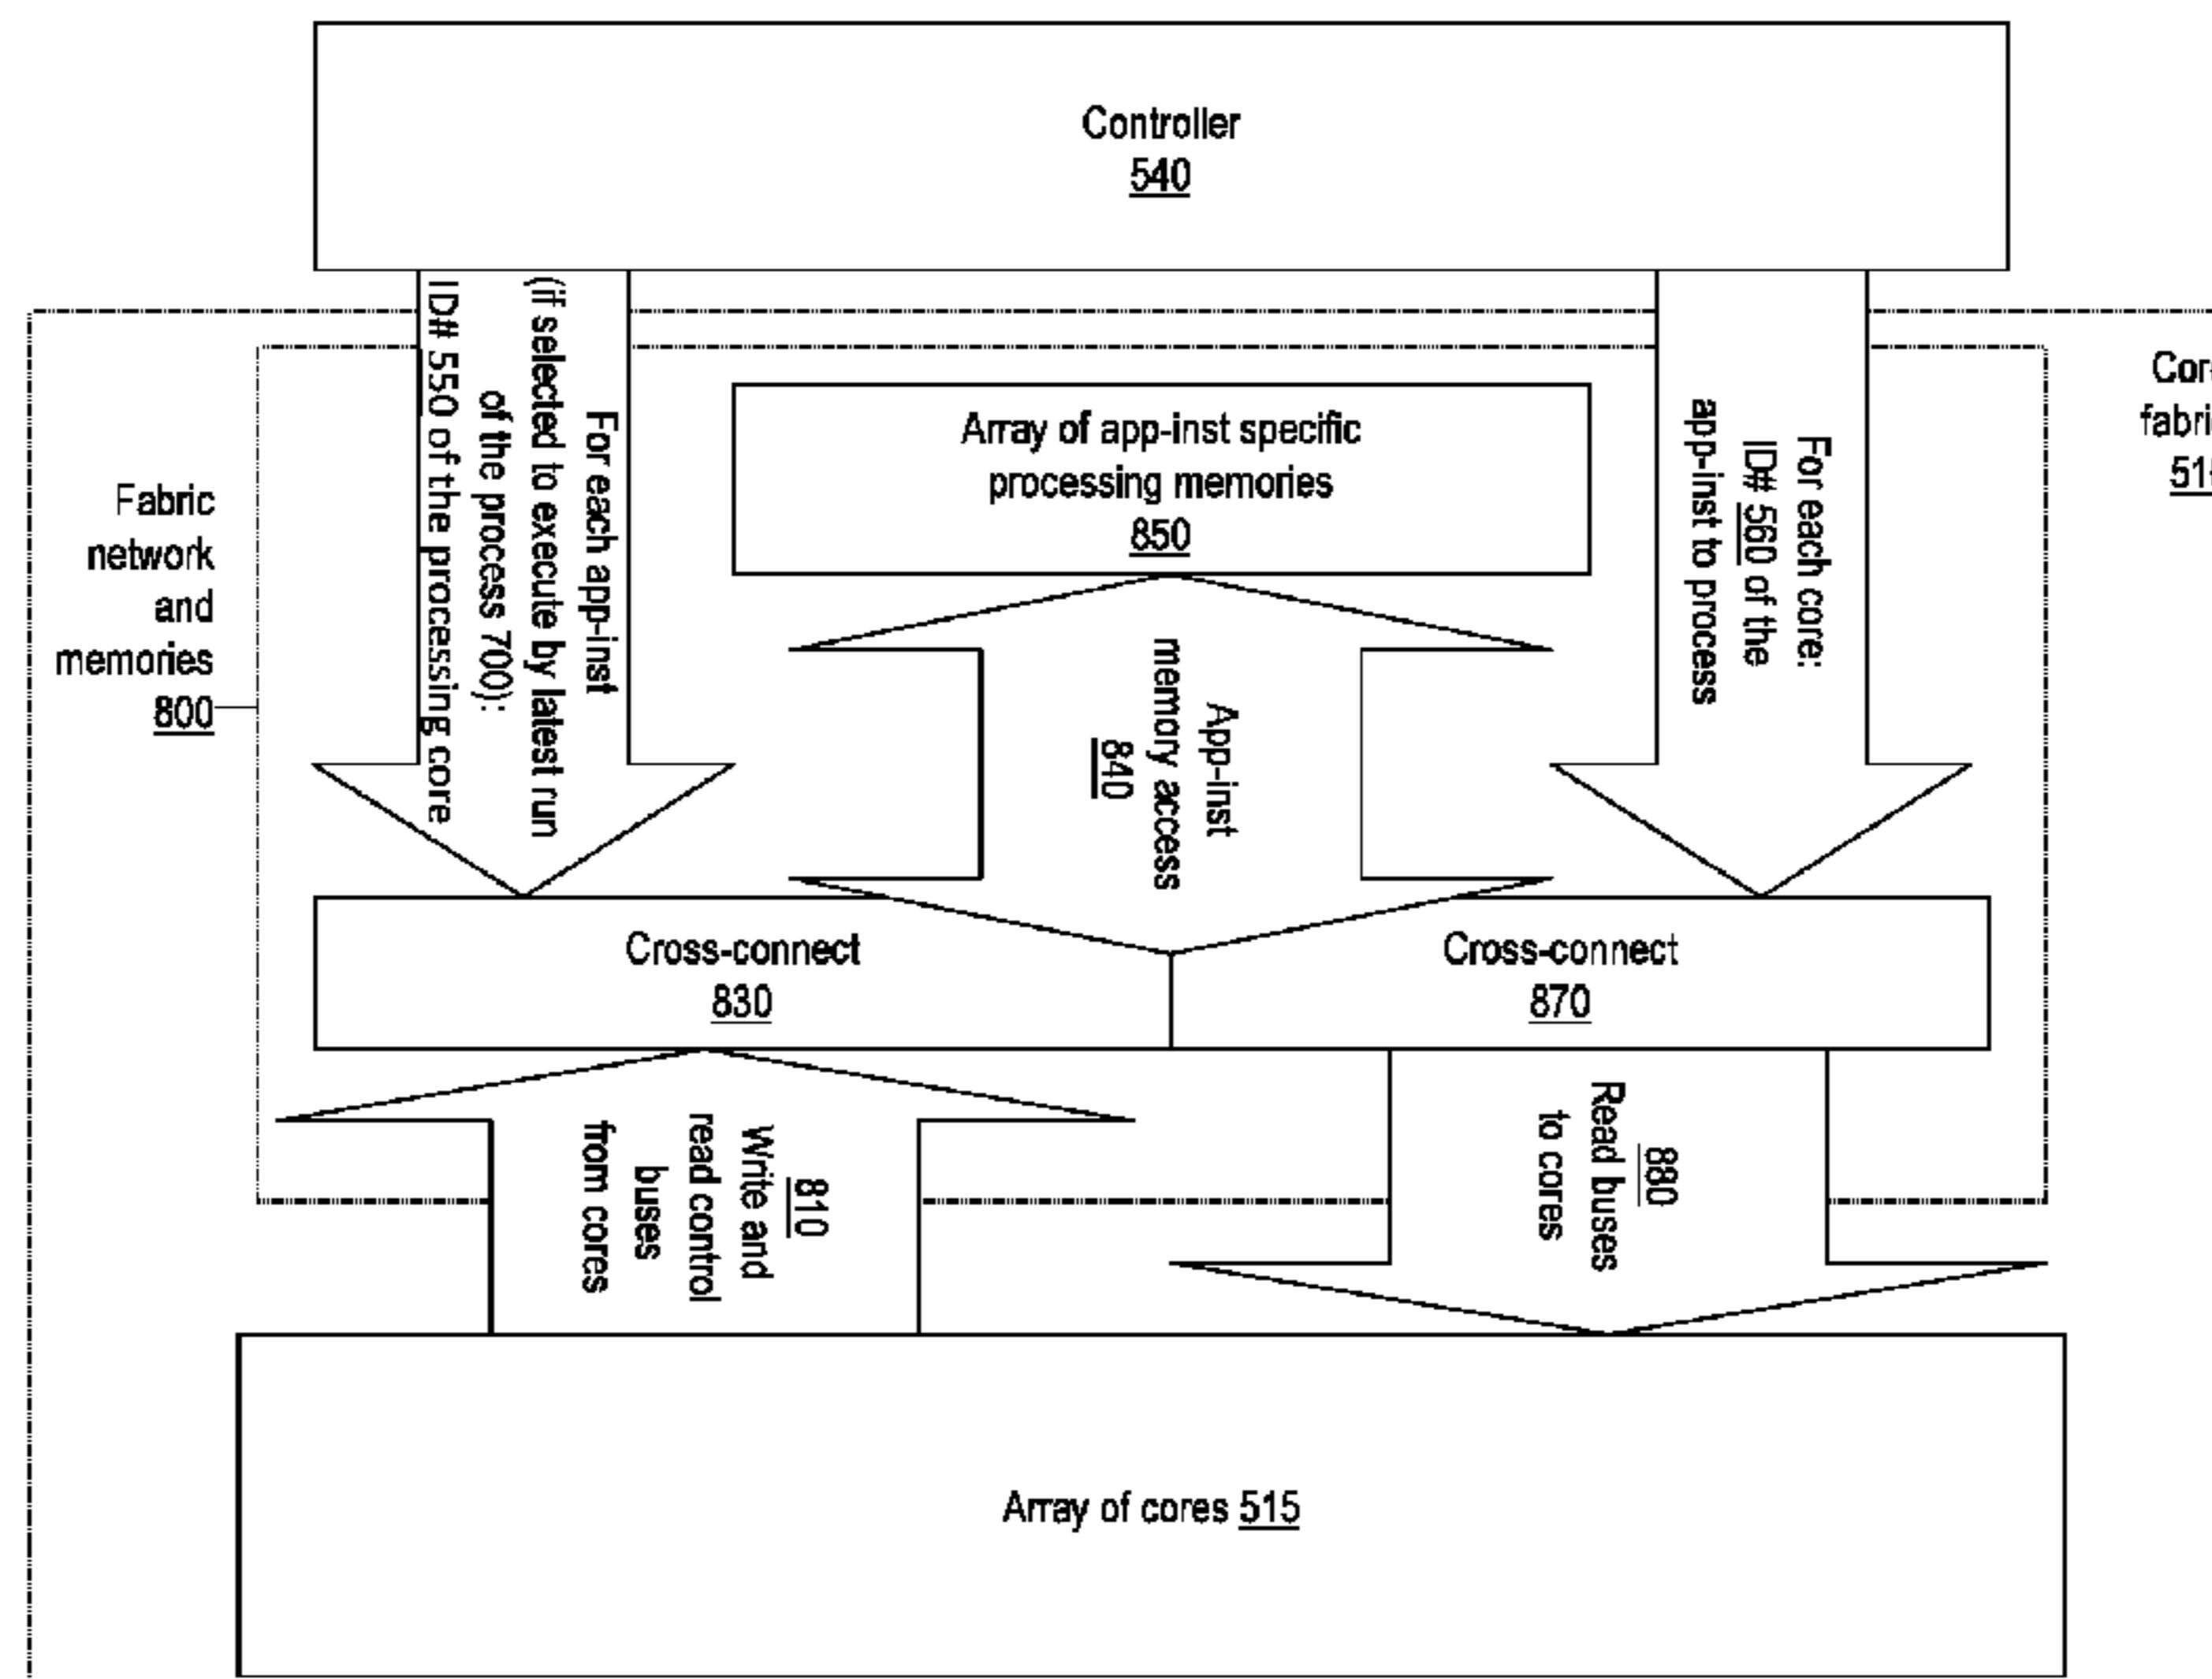 Controller
540
For each app-inst
(if selected to execute by latest run
of the process 700):
ID# 550 of the processing core
Array of app-inst specific
processing memories
850
For each core:
ID# 560 of the
app-inst to process
Fabric
network
and
memories
800
App-inst
memory access
840
Cross-connect
830
Cross-connect
870
810
Write and
read control
buses
from cores
880
Read buses
to cores
Array of cores 515